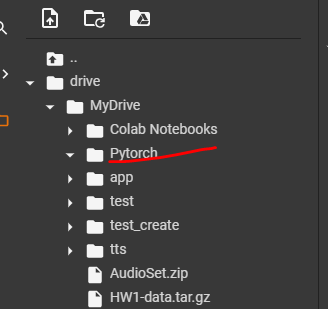 ..
drive
MyDrive
Colab Notebooks
Pytorch
app
test
test_create
tts
AudioSet.zip
HW1-data.tar.gz